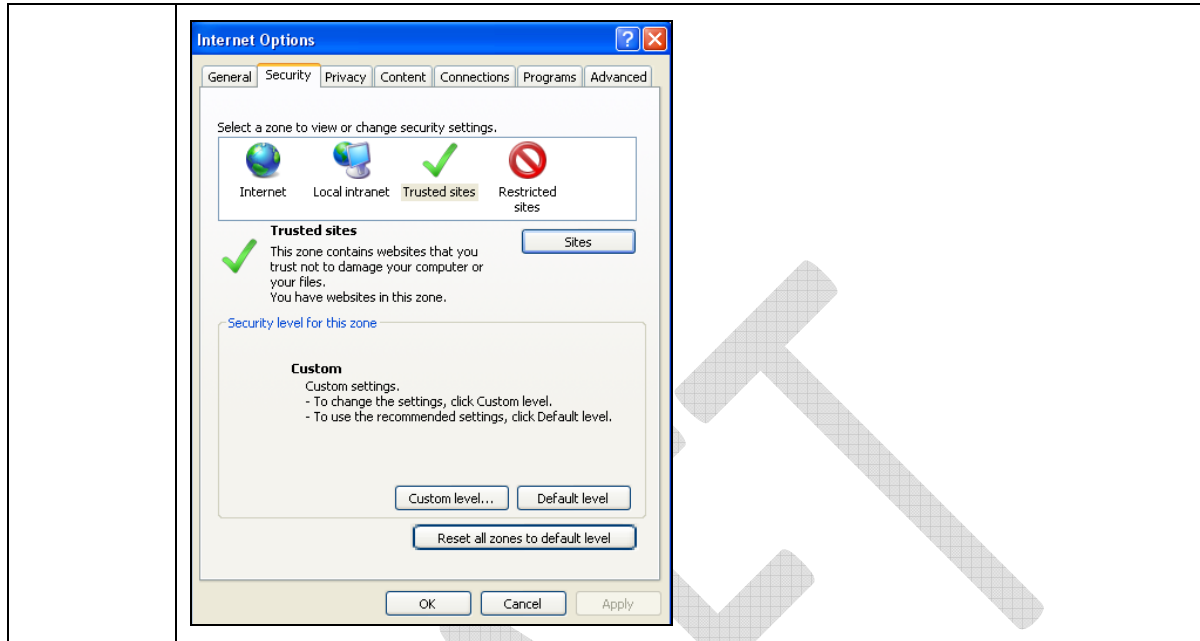 Internet Options
General Security Privacy Content Connections Programs Advanced
Select a zone to view or change security settings.
Internet Local intranet Trusted sites Restricted sites
Trusted sites
Sites
This zone contains websites that you
trust not to damage your computer or
your files.
You have websites in this zone.
Security level for this zone
Custom
Custom settings.
- To change the settings, click Custom level.
- To use the recommended settings, click Default level.
Custom level... Default level
Reset all zones to default level
OK Cancel Apply